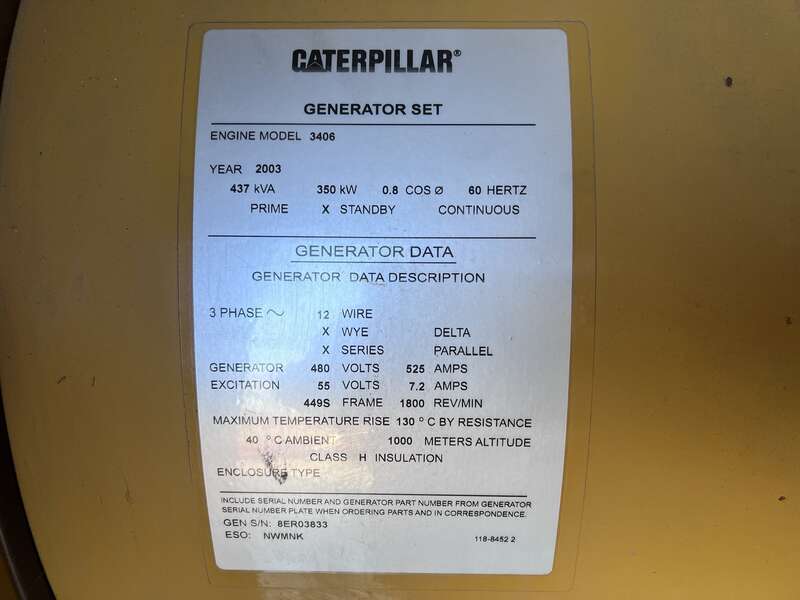 CATERPILLAR®
GENERATOR SET
ENGINE MODEL 3406
YEAR 2003
437 kVA 350 kW 0.8 COS Ø 60 HERTZ
PRIME X STANDBY CONTINUOUS
GENERATOR DATA
GENERATOR DATA DESCRIPTION
3 PHASE ~ 12 WIRE
X WYE DELTA
X SERIES PARALLEL
GENERATOR 480 VOLTS 525 AMPS
EXCITATION 55 VOLTS 7.2 AMPS
449S FRAME 1800 REV/MIN
MAXIMUM TEMPERATURE RISE 130 ° C BY RESISTANCE
40 ° C AMBIENT 1000 METERS ALTITUDE
CLASS H INSULATION
ENCLOSURE TYPE
INCLUDE SERIAL NUMBER AND GENERATOR PART NUMBER FROM GENERATOR
SERIAL NUMBER PLATE WHEN ORDERING PARTS AND IN CORRESPONDENCE.
GEN S/N: 8ER03833
ESO: NWMNK 118-8452 2